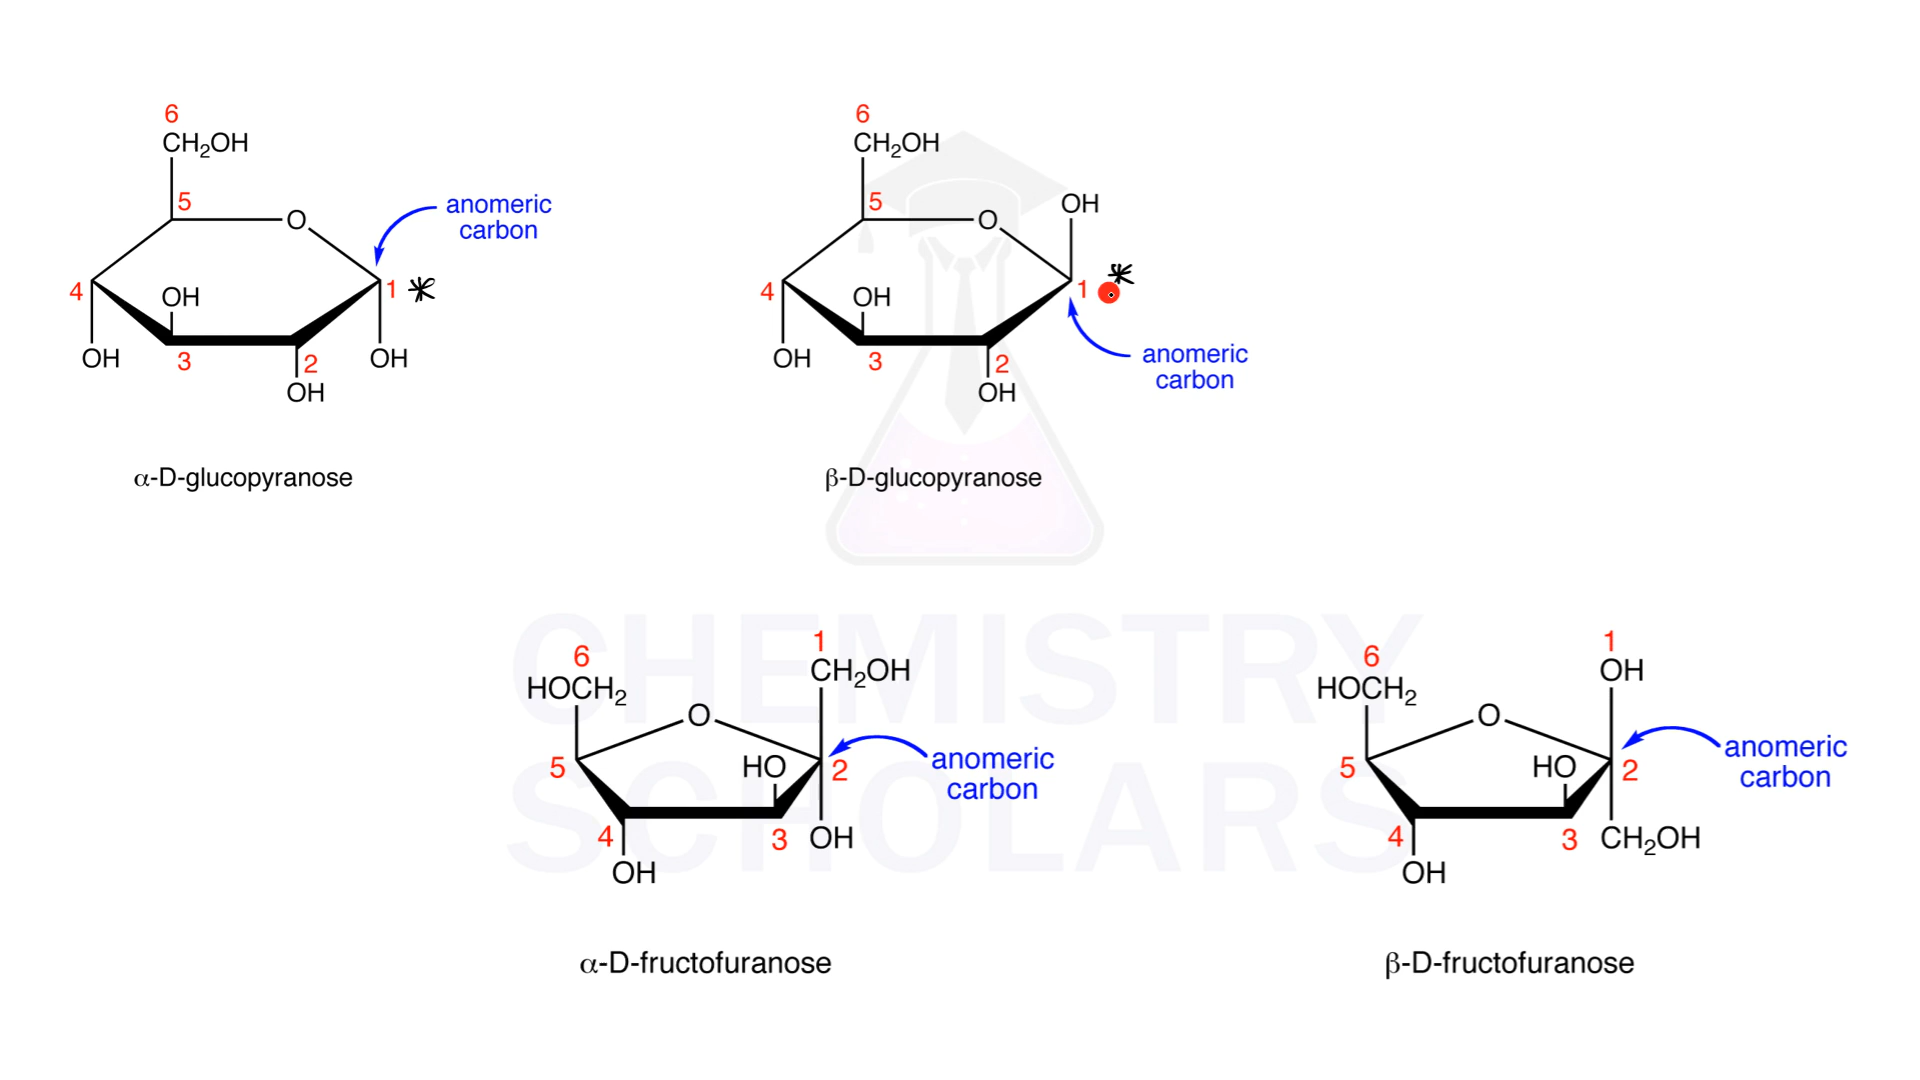 6
CH₂OH
5
O
anomeric
carbon
4
OH
1
*
OH
3
2
OH
OH
α-D-glucopyranose
6
CH₂OH
5
O
OH
4
OH
1
*
OH
3
2
OH
anomeric
carbon
β-D-glucopyranose
CHEMISTRY
SCHOLARS
6
HOCH₂
1
CH₂OH
O
5
HO
2
anomeric
carbon
4
3
OH
OH
α-D-fructofuranose
6
HOCH₂
1
OH
O
5
HO
2
anomeric
carbon
4
3
CH₂OH
OH
β-D-fructofuranose